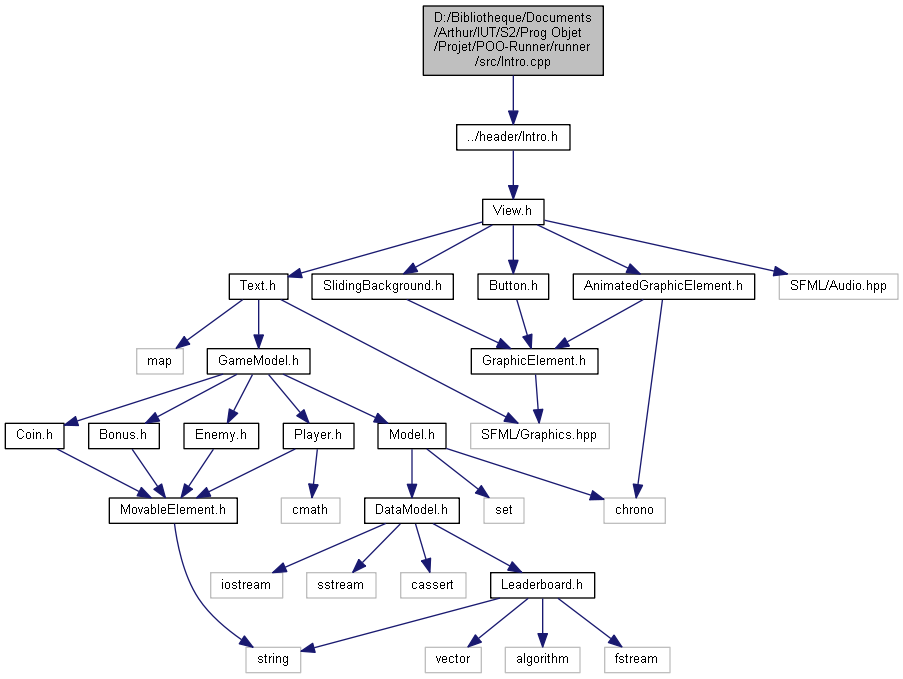 D:/Bibliotheque/Documents
/Arthur/IUT/S2/Prog Objet
/Projet/POO-Runner/runner
/src/Intro.cpp
../header/Intro.h
View.h
Text.h
SlidingBackground.h
Button.h
AnimatedGraphicElement.h
SFML/Audio.hpp
map
GameModel.h
GraphicElement.h
Coin.h
Bonus.h
Enemy.h
Player.h
Model.h
SFML/Graphics.hpp
MovableElement.h
cmath
DataModel.h
set
chrono
iostream
sstream
cassert
Leaderboard.h
string
vector
algorithm
fstream